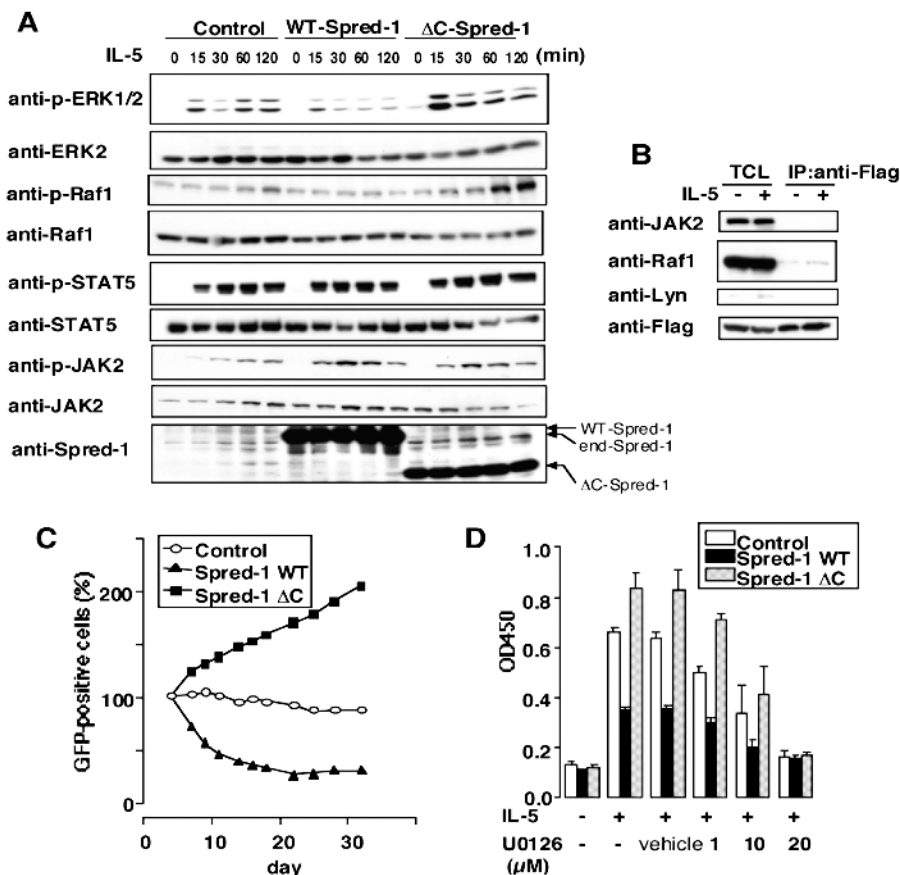 A
Control WT-Spred-1 ΔC-Spred-1
IL-5 0 15 30 60 120 0 15 30 60 120 0 15 30 60 120 (min)
anti-p-ERK1/2
anti-ERK2
anti-p-Raf1
anti-Raf1
anti-p-STAT5
anti-STAT5
anti-p-JAK2
anti-JAK2
anti-Spred-1
WT-Spred-1
end-Spred-1
ΔC-Spred-1
B
TCL IP:anti-Flag
IL-5 - + - +
anti-JAK2
anti-Raf1
anti-Lyn
anti-Flag
C
Control
Spred-1 WT
Spred-1 ΔC
GFP-positive cells (%)
200
100
0
0 10 20 30
day
D
Control
Spred-1 WT
Spred-1 ΔC
OD450
1.0
0.8
0.6
0.4
0.2
0.0
IL-5 - + + + + +
U0126 - - vehicle 1 10 20
(μM)